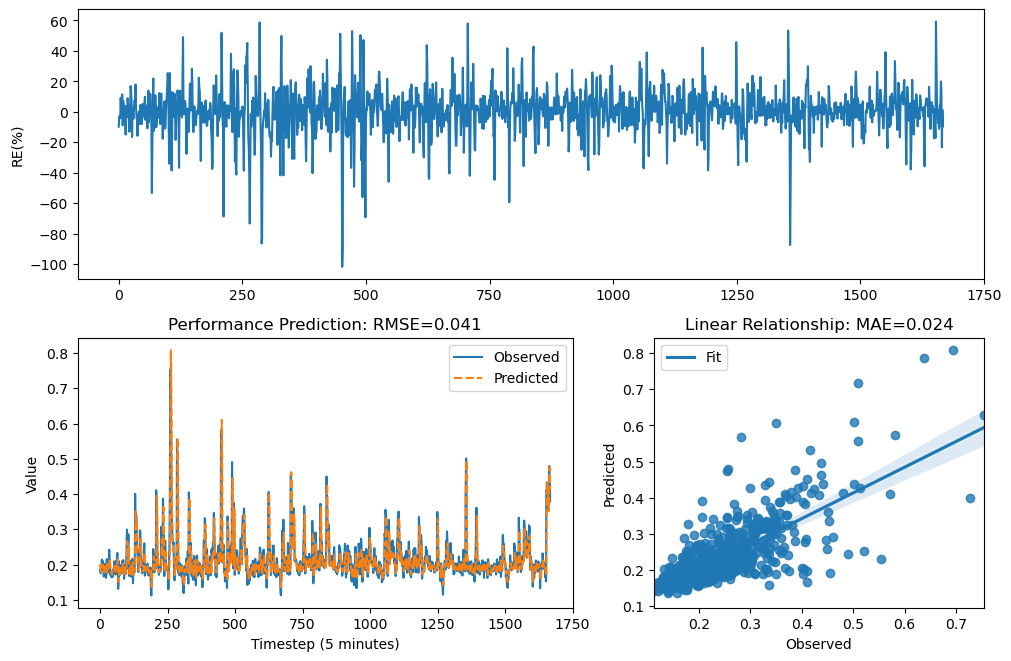 60
40
20
0
−20
−40
−60
−80
−100
RE(%)
0 250 500 750 1000 1250 1500 1750
Performance Prediction: RMSE=0.041
0.8
0.7
0.6
0.5
0.4
0.3
0.2
0.1
Value
Observed
Predicted
0 250 500 750 1000 1250 1500 1750
Timestep (5 minutes)
Linear Relationship: MAE=0.024
0.8
0.7
0.6
0.5
0.4
0.3
0.2
0.1
Predicted
Fit
0.2 0.3 0.4 0.5 0.6 0.7
Observed